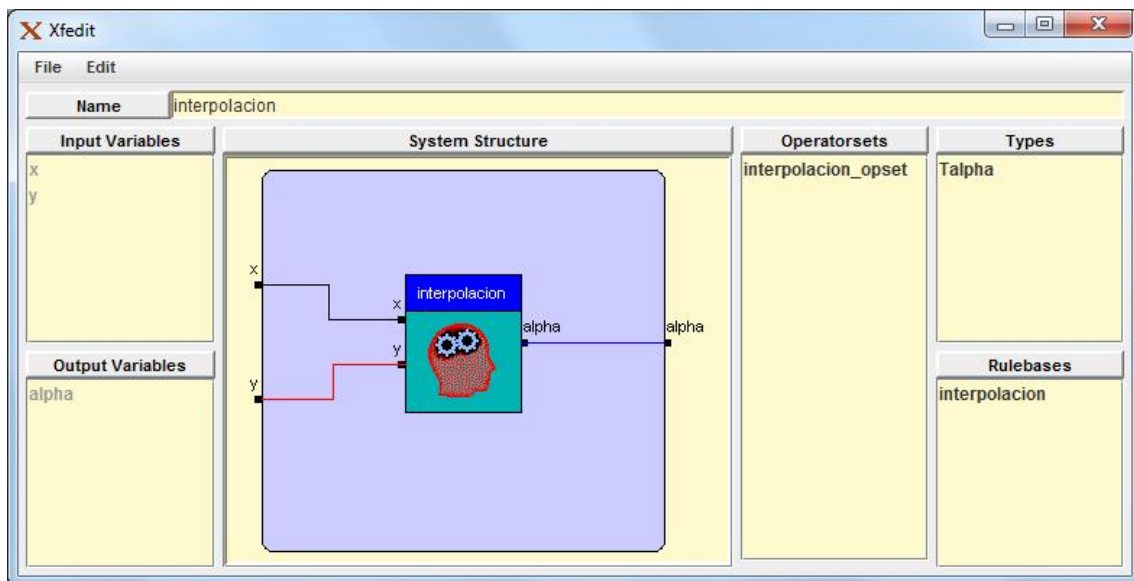 Xfedit
File Edit
Name interpolacion
Input Variables
x
y
Output Variables
alpha
System Structure
x
y
interpolacion
x
y
alpha
alpha
Operatorsets
interpolacion_opset
Types
Talpha
Rulebases
interpolacion